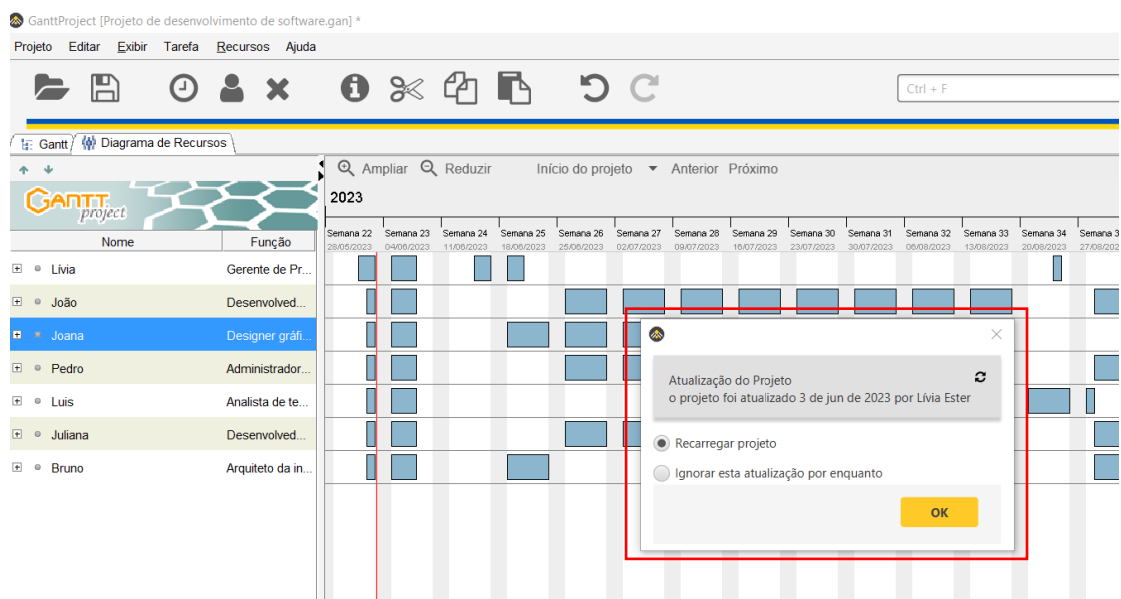 GanttProject [Projeto de desenvolvimento de software.gan] *
Projeto Editar Exibir Tarefa Recursos Ajuda
Ctrl + F
Gantt Diagrama de Recursos
Ampliar Reduzir Início do projeto Anterior Próximo
GANTT project
2023
Nome Função
Semana 22 Semana 23 Semana 24 Semana 25 Semana 26 Semana 27 Semana 28 Semana 29 Semana 30 Semana 31 Semana 32 Semana 33 Semana 34 Semana 3
28/05/2023 04/06/2023 11/06/2023 18/06/2023 25/06/2023 02/07/2023 09/07/2023 16/07/2023 23/07/2023 30/07/2023 06/08/2023 13/08/2023 20/08/2023 27/08/202
Lívia Gerente de Pr...
João Desenvolved...
Joana Designer gráfi...
Pedro Administrador...
Luis Analista de te...
Juliana Desenvolved...
Bruno Arquiteto da in...
Atualização do Projeto
o projeto foi atualizado 3 de jun de 2023 por Lívia Ester
Recarregar projeto
Ignorar esta atualização por enquanto
OK